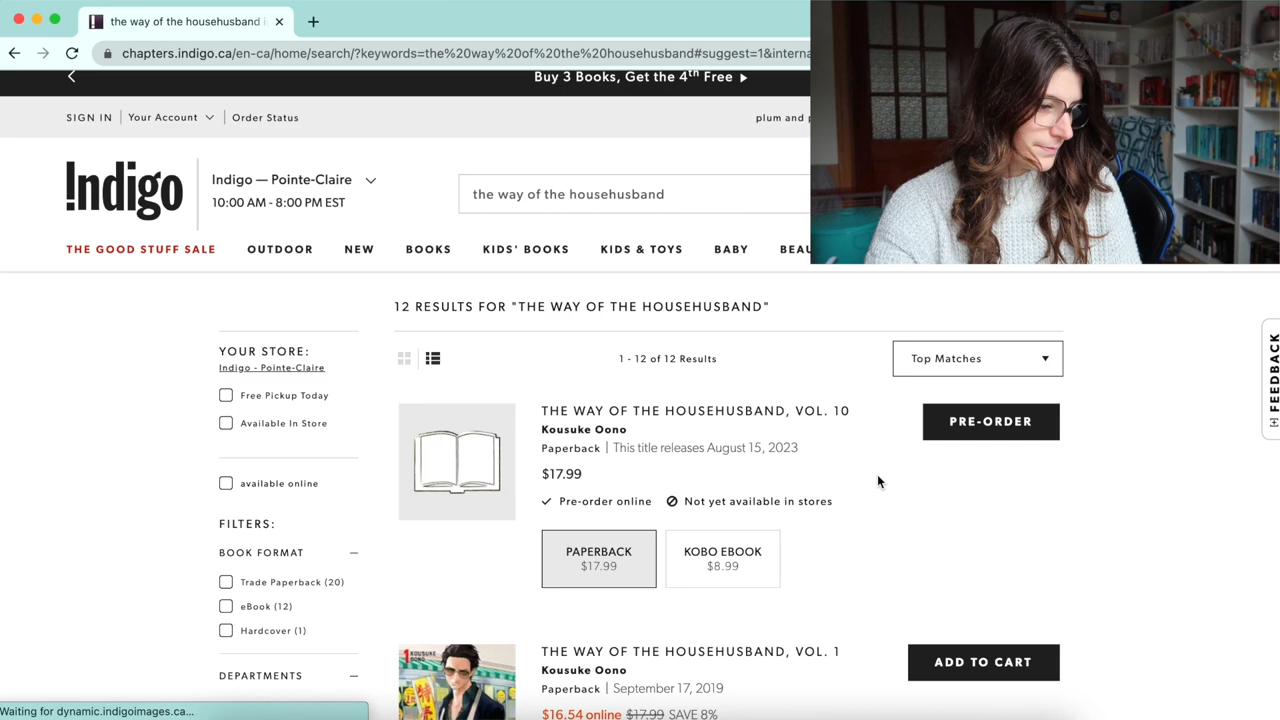 the way of the househusband
chapters.indigo.ca/en-ca/home/search/?keywords=the%20way%20of%20the%20househusband#suggest=1&interna
Buy 3 Books, Get the 4th Free ▶
SIGN IN | Your Account | Order Status
plum and
!ndigo
Indigo — Pointe-Claire
10:00 AM - 8:00 PM EST
the way of the househusband
THE GOOD STUFF SALE OUTDOOR NEW BOOKS KIDS' BOOKS KIDS & TOYS BABY BEAU
12 RESULTS FOR "THE WAY OF THE HOUSEHUSBAND"
YOUR STORE:
Indigo - Pointe-Claire
Free Pickup Today
Available In Store
available online
FILTERS:
BOOK FORMAT
Trade Paperback (20)
eBook (12)
Hardcover (1)
DEPARTMENTS
1 - 12 of 12 Results
Top Matches
THE WAY OF THE HOUSEHUSBAND, VOL. 10
Kousuke Oono
Paperback | This title releases August 15, 2023
$17.99
Pre-order online Not yet available in stores
PAPERBACK
$17.99
KOBO EBOOK
$8.99
PRE-ORDER
1 KOUSUKE OONO
THE WAY OF THE HOUSEHUSBAND, VOL. 1
Kousuke Oono
Paperback | September 17, 2019
$16.54 online $17.99 SAVE 8%
ADD TO CART
[+] FEEDBACK
Waiting for dynamic.indigoimages.ca...